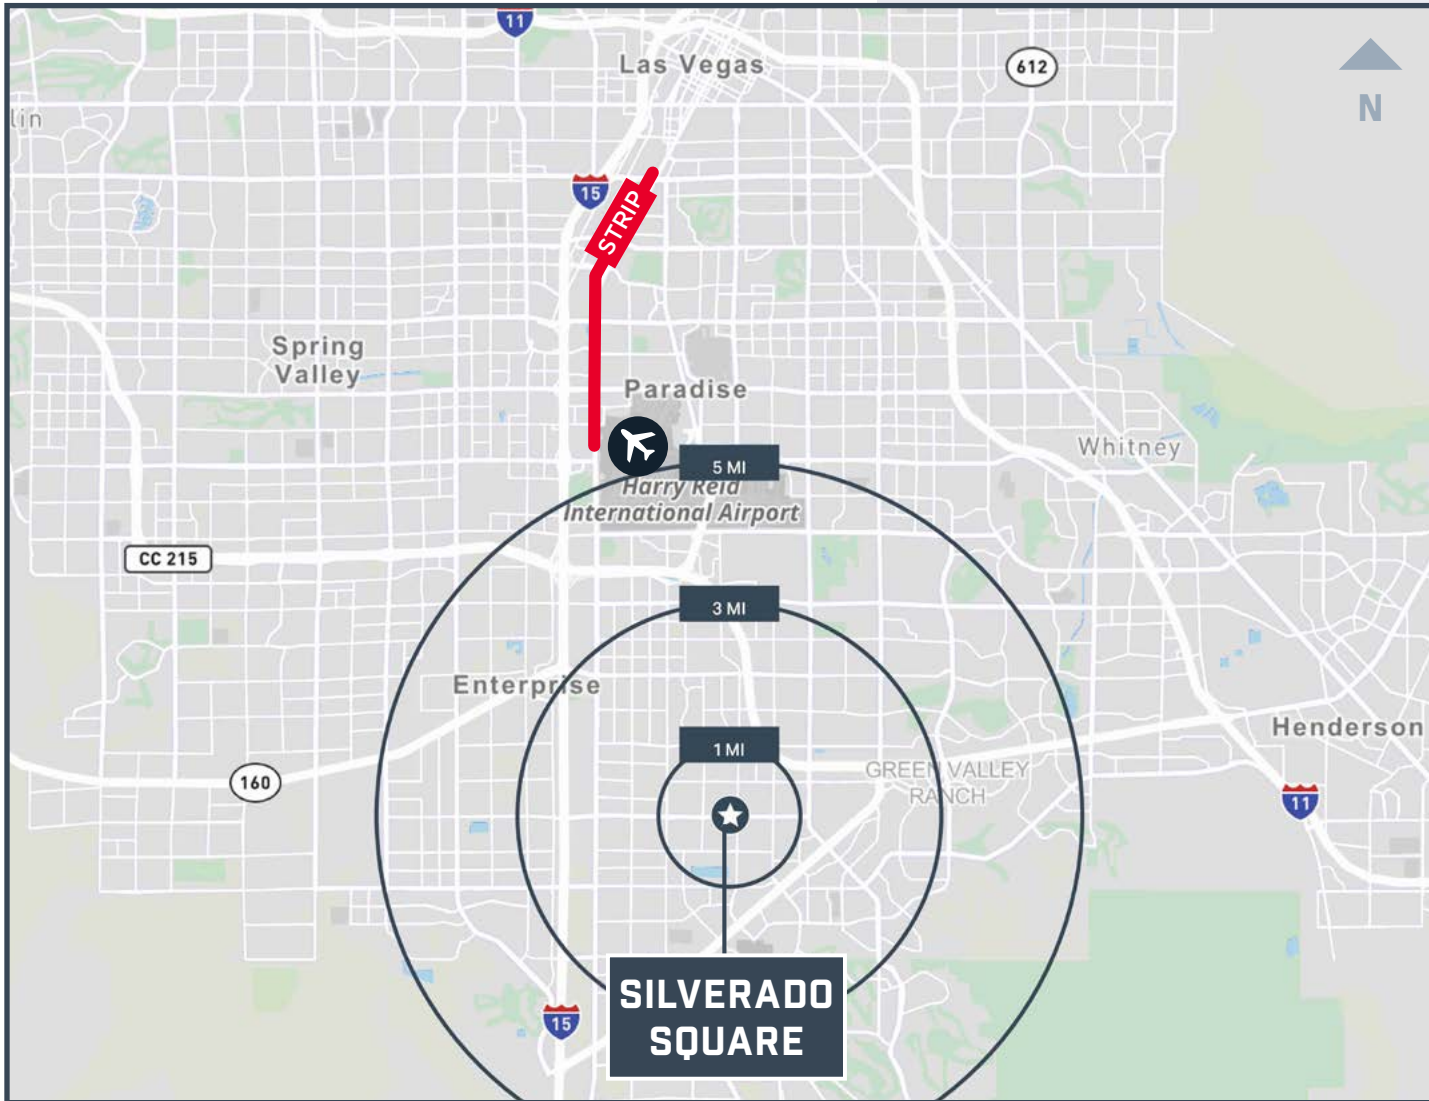 11
Las Vegas
612
N
lin
15
STRIP
Spring
Valley
Paradise
Whitney
5 MI
Harry Reid
International Airport
CC 215
3 MI
Enterprise
1 MI
Henderson
GREEN VALLEY
RANCH
160
11
SILVERADO
SQUARE
15